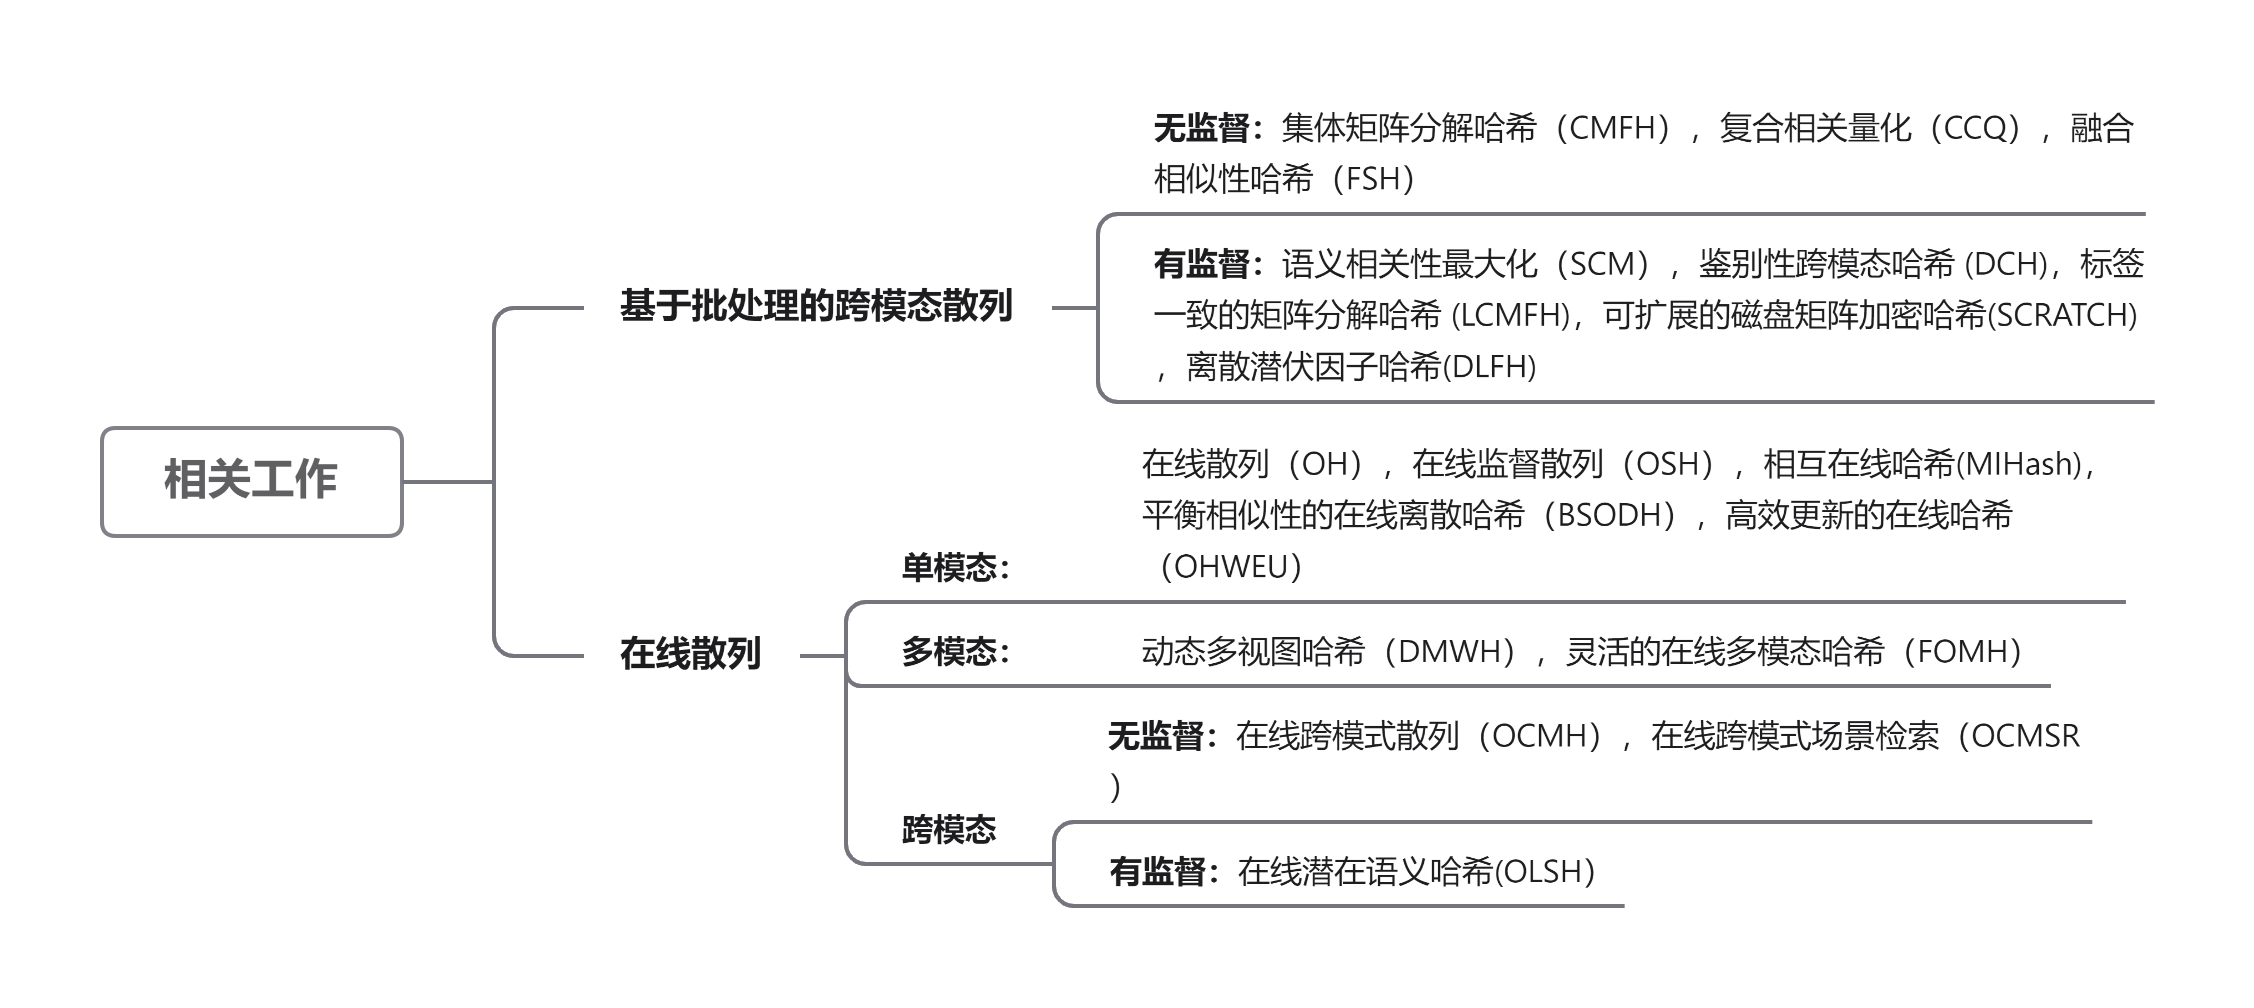 相关工作
基于批处理的跨模态散列
无监督：集体矩阵分解哈希（CMFH），复合相关量化（CCQ），融合
相似性哈希（FSH）
有监督：语义相关性最大化（SCM），鉴别性跨模态哈希 (DCH)，标签
一致的矩阵分解哈希 (LCMFH)，可扩展的磁盘矩阵加密哈希(SCRATCH)
，离散潜伏因子哈希(DLFH)
在线散列
单模态：
在线散列（OH），在线监督散列（OSH），相互在线哈希(MIHash)，
平衡相似性的在线离散哈希（BSODH），高效更新的在线哈希
（OHWEU）
多模态：
动态多视图哈希（DMWH），灵活的在线多模态哈希（FOMH）
跨模态
无监督：在线跨模式散列（OCMH），在线跨模式场景检索（OCMSR
）
有监督：在线潜在语义哈希(OLSH）